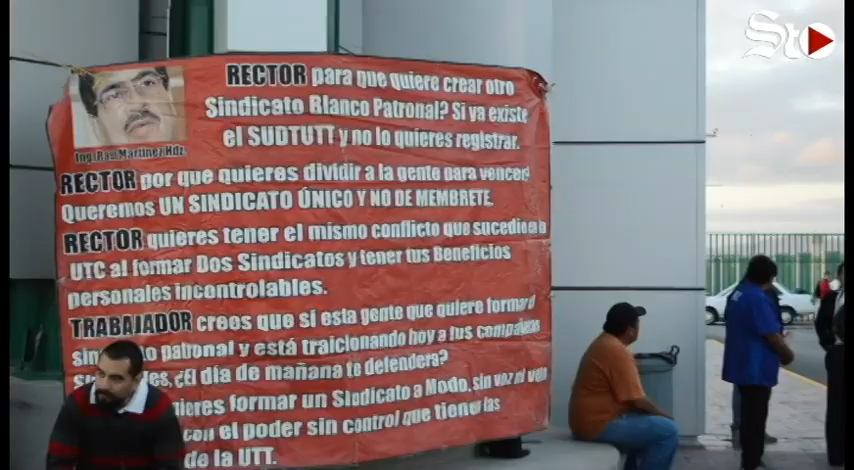 Sto
RECTOR para que quiere crear otro
Sindicato Blanco Patronal? Si ya existe
el SUDTUTT y no lo quieres registrar.
Ing. Raul Martinez Hdz.
RECTOR por que quieres dividir a la gente para vencer?
Queremos UN SINDICATO ÚNICO Y NO DE MEMBRETE.
RECTOR quieres tener el mismo conflicto que sucedio en
UTC al formar Dos Sindicatos y tener tus Beneficios
personales incontrolables.
TRABAJADOR crees que si esta gente que quiere formar
patronal y está traicionando hoy a tus
¿El día de mañana te defendera?
formar un Sindicato a Modo, sin voz ni voto
con el poder sin control que tienen las
de la UTT.